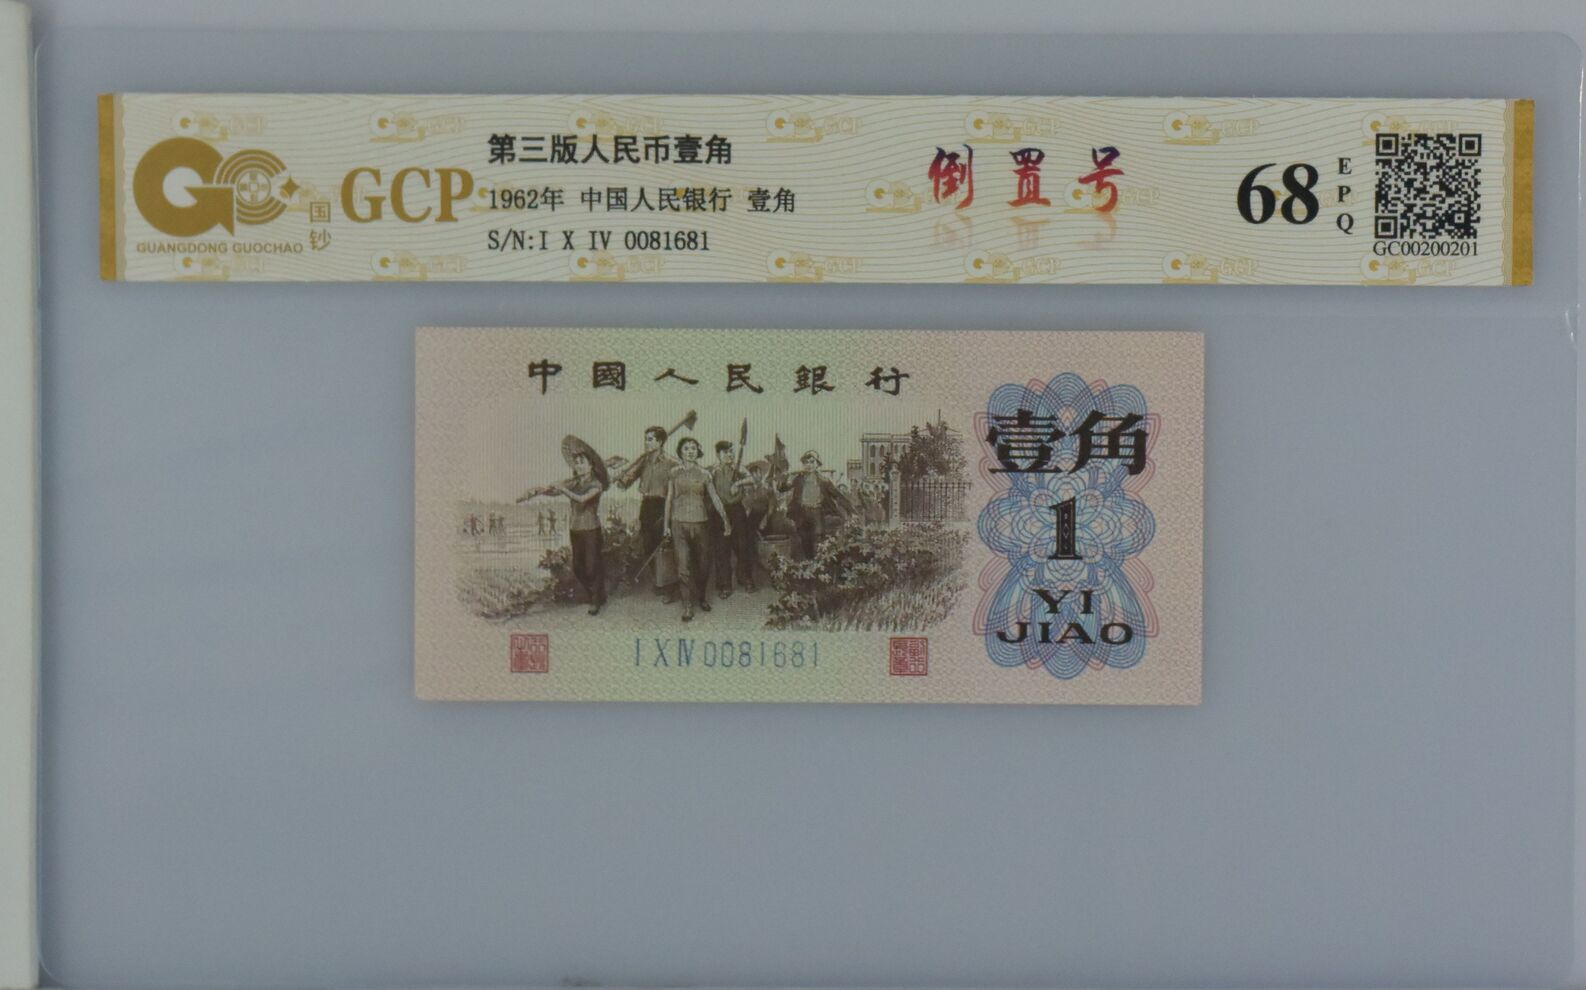 GUANGDONG GUOCHAO
国钞
GCP
第三版人民币壹角
1962年 中国人民银行 壹角
S/N:I X IV 0081681
倒置号
68
EPQ
GC00200201
中國人民銀行
壹角
1
YI
JIAO
I X IV 0081681